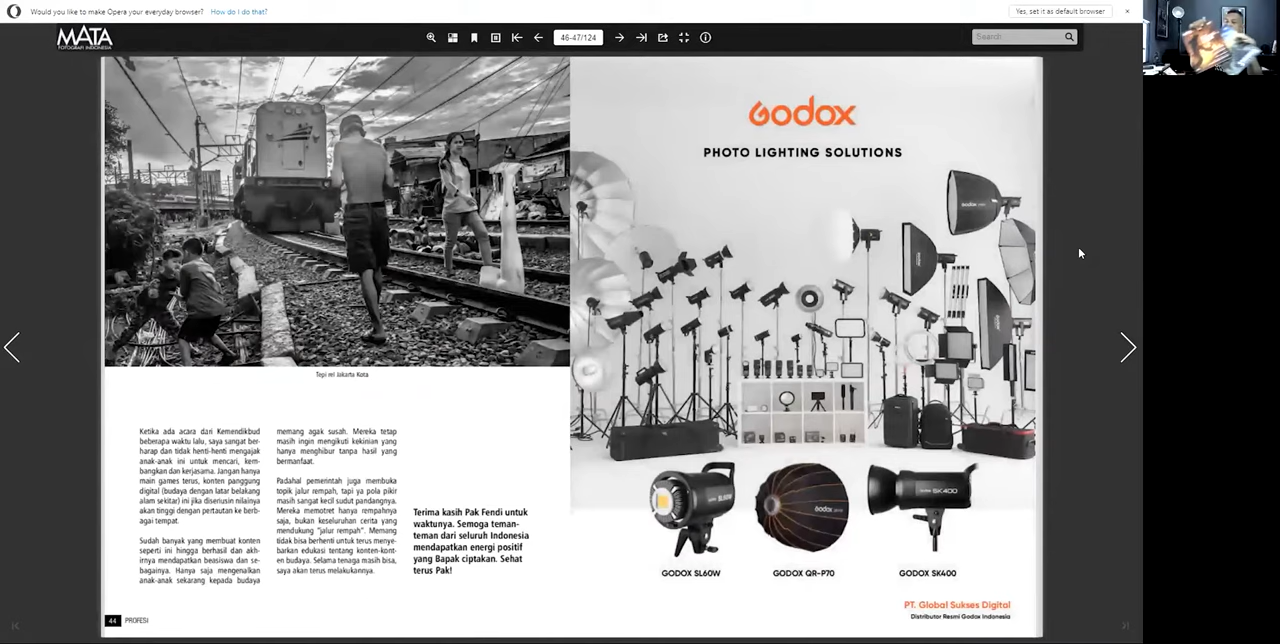 Would you like to make Opera your everyday browser? How do I do that?
Yes, set it as default browser
MATA
FOTOGRAFI INDONESIA
46-47/124
Search
Tepi rel Jakarta Kota
Ketika ada acara dari Kemendikbud
beberapa waktu lalu, saya sangat ber-
harap dan tidak henti-henti mengajak
anak-anak ini untuk mencari, kem-
bangkan dan kerjasama. Jangan hanya
main games terus, konten panggung
digital (budaya dengan latar belakang
alam sekitar) ini jika diseriusin nilainya
akan tinggi dengan pertautan ke berb-
agai tempat.
Sudah banyak yang membuat konten
seperti ini hingga berhasil dan akh-
irnya mendapatkan beasiswa dan se-
bagainya. Hanya saja mengenalkan
anak-anak sekarang kepada budaya
memang agak susah. Mereka tetap
masih ingin mengikuti kekinian yang
hanya menghibur tanpa hasil yang
bermanfaat.
Padahal pemerintah juga membuka
topik jalur rempah, tapi ya pola pikir
masih sangat kecil sudut pandangnya.
Mereka memotret hanya rempahnya
saja, bukan keseluruhan cerita yang
mendukung "jalur rempah". Memang
tidak bisa berhenti untuk terus menye-
barkan edukasi tentang konten-kont-
en budaya. Selama tenaga masih bisa,
saya akan terus melakukannya.
Terima kasih Pak Fendi untuk
waktunya. Semoga teman-
teman dari seluruh Indonesia
mendapatkan energi positif
yang Bapak ciptakan. Sehat
terus Pak!
44 PROFESI
Godox
PHOTO LIGHTING SOLUTIONS
Godox
SL60W
Godox
SK400
GODOX SL60W
GODOX QR-P70
GODOX SK400
PT. Global Sukses Digital
Distributor Resmi Godox Indonesia